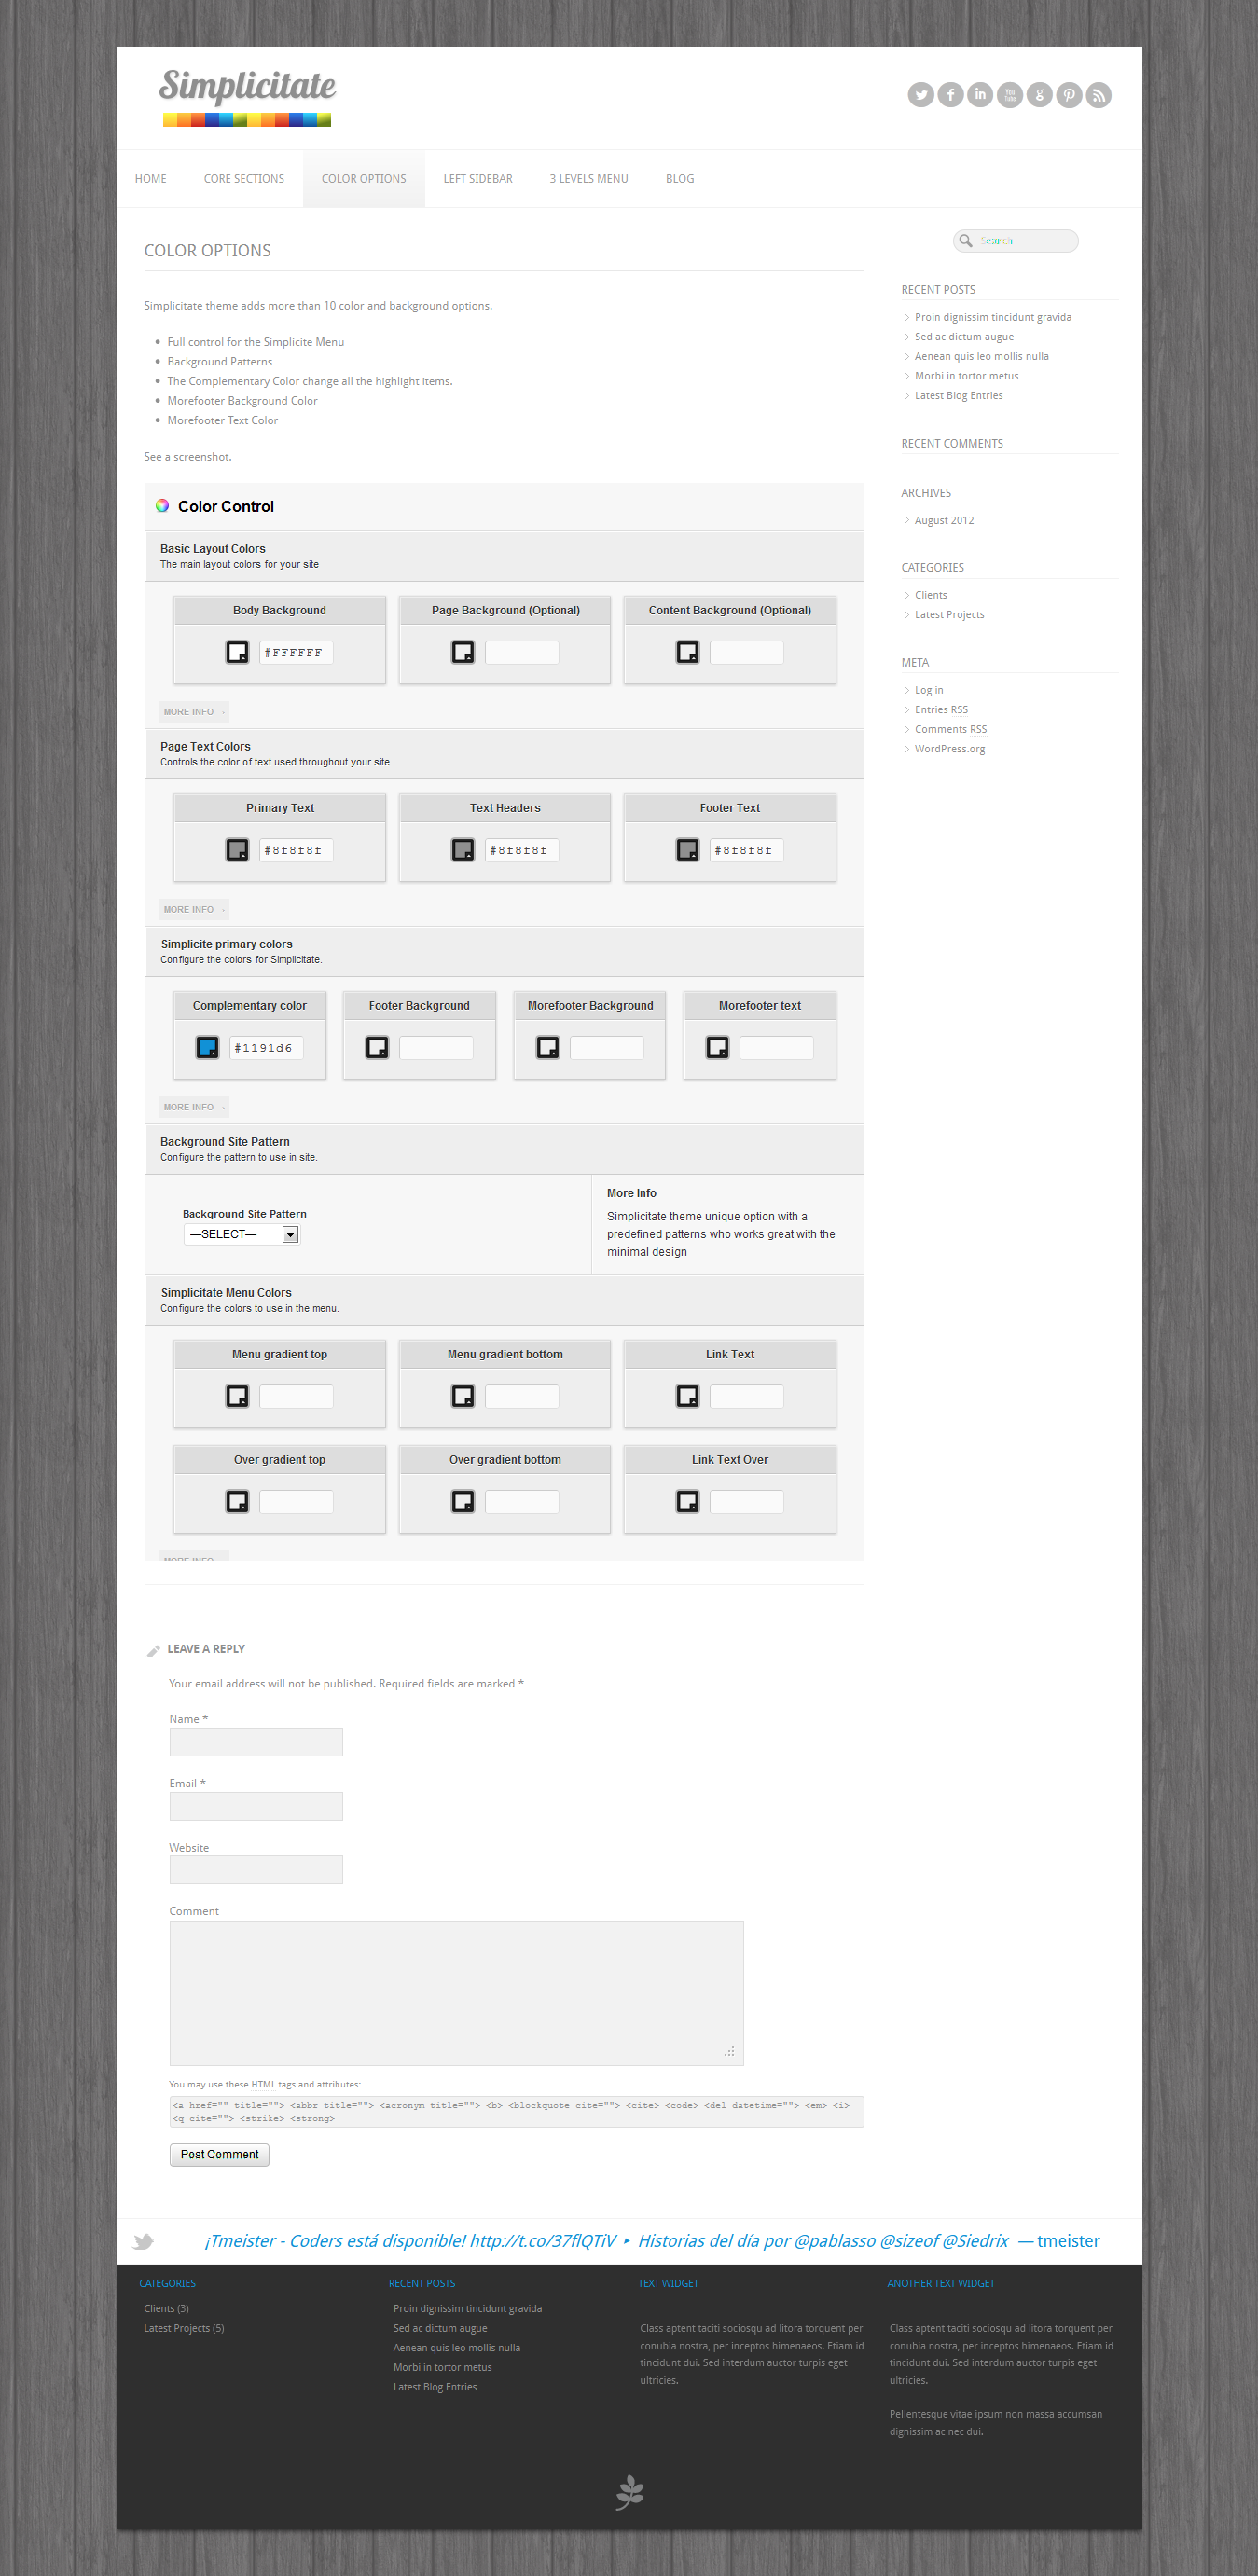 Simplicitate
You Tube
HOME CORE SECTIONS COLOR OPTIONS LEFT SIDEBAR 3 LEVELS MENU BLOG
COLOR OPTIONS
Simplicitate theme adds more than 10 color and background options.
Full control for the Simplicite Menu
Background Patterns
The Complementary Color change all the highlight items.
Morefooter Background Color
Morefooter Text Color
See a screenshot.
Color Control
Basic Layout Colors
The main layout colors for your site
Body Background Page Background (Optional) Content Background (Optional)
#FFFFFF
MORE INFO
Page Text Colors
Controls the color of text used throughout your site
Primary Text Text Headers Footer Text
#8f8f8f #8f8f8f #8f8f8f
MORE INFO
Simplicite primary colors
Configure the colors for Simplicitate.
Complementary color Footer Background Morefooter Background Morefooter text
#1191d6
MORE INFO
Background Site Pattern
Configure the pattern to use in site.
Background Site Pattern
—SELECT—
More Info
Simplicitate theme unique option with a
predefined patterns who works great with the
minimal design
Simplicitate Menu Colors
Configure the colors to use in the menu.
Menu gradient top Menu gradient bottom Link Text
Over gradient top Over gradient bottom Link Text Over
MORE INFO
LEAVE A REPLY
Your email address will not be published. Required fields are marked *
Name *
Email *
Website
Comment
You may use these HTML tags and attributes:
<a href="" title=""> <abbr title=""> <acronym title=""> <b> <blockquote cite=""> <cite> <code> <del datetime=""> <em> <i>
<q cite=""> <strike> <strong>
Post Comment
Search
RECENT POSTS
Proin dignissim tincidunt gravida
Sed ac dictum augue
Aenean quis leo mollis nulla
Morbi in tortor metus
Latest Blog Entries
RECENT COMMENTS
ARCHIVES
August 2012
CATEGORIES
Clients
Latest Projects
META
Log in
Entries RSS
Comments RSS
WordPress.org
¡Tmeister - Coders está disponible! http://t.co/37flQTiV ‣ Historias del día por @pablasso @sizeof @Siedrix — tmeister
CATEGORIES
Clients (3)
Latest Projects (5)
RECENT POSTS
Proin dignissim tincidunt gravida
Sed ac dictum augue
Aenean quis leo mollis nulla
Morbi in tortor metus
Latest Blog Entries
TEXT WIDGET
Class aptent taciti sociosqu ad litora torquent per
conubia nostra, per inceptos himenaeos. Etiam id
tincidunt dui. Sed interdum auctor turpis eget
ultricies.
ANOTHER TEXT WIDGET
Class aptent taciti sociosqu ad litora torquent per
conubia nostra, per inceptos himenaeos. Etiam id
tincidunt dui. Sed interdum auctor turpis eget
ultricies.
Pellentesque vitae ipsum non massa accumsan
dignissim ac nec dui.